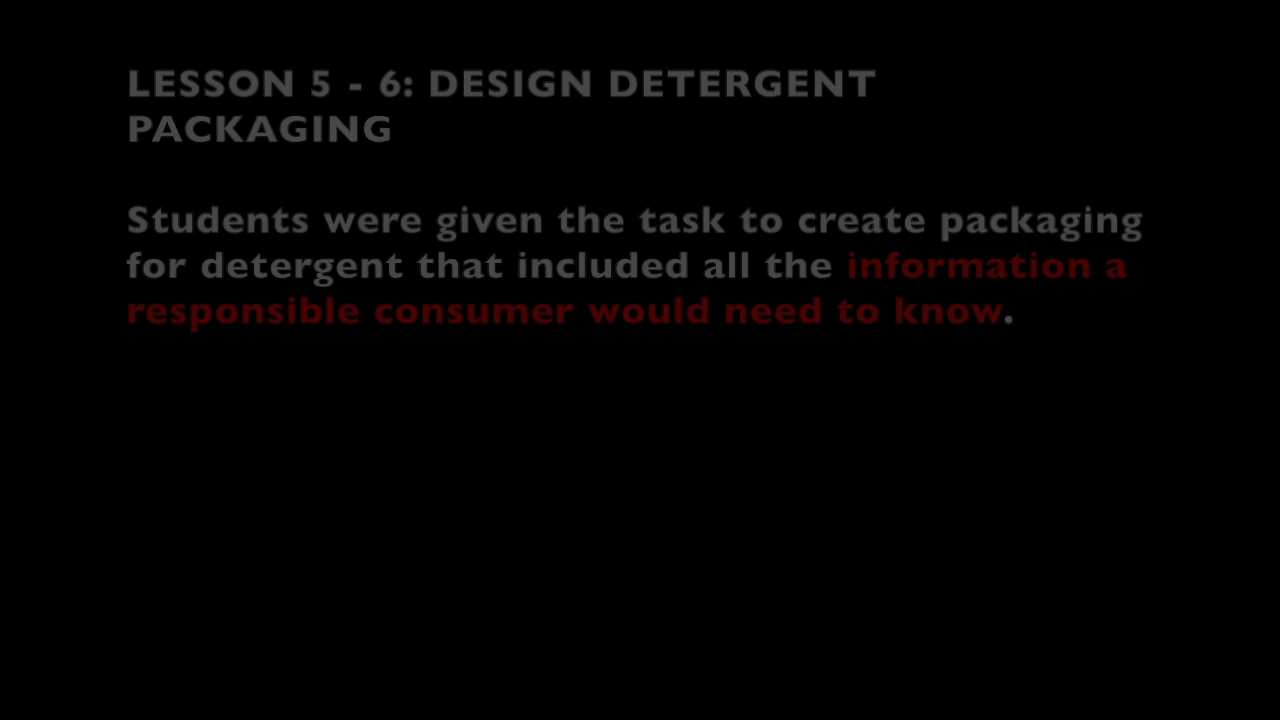 LESSON 5 - 6: DESIGN DETERGENT
PACKAGING
Students were given the task to create packaging
for detergent that included all the information a
responsible consumer would need to know.